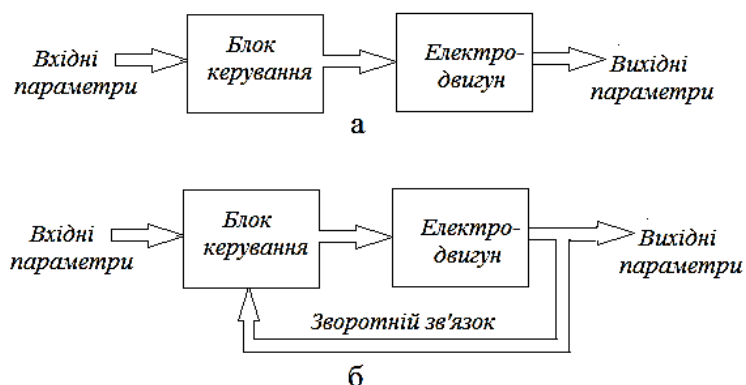 Вхідні
параметри
Блок
керування
Електро-
двигун
Вихідні
параметри
а
Вхідні
параметри
Блок
керування
Електро-
двигун
Вихідні
параметри
Зворотній зв'язок
б